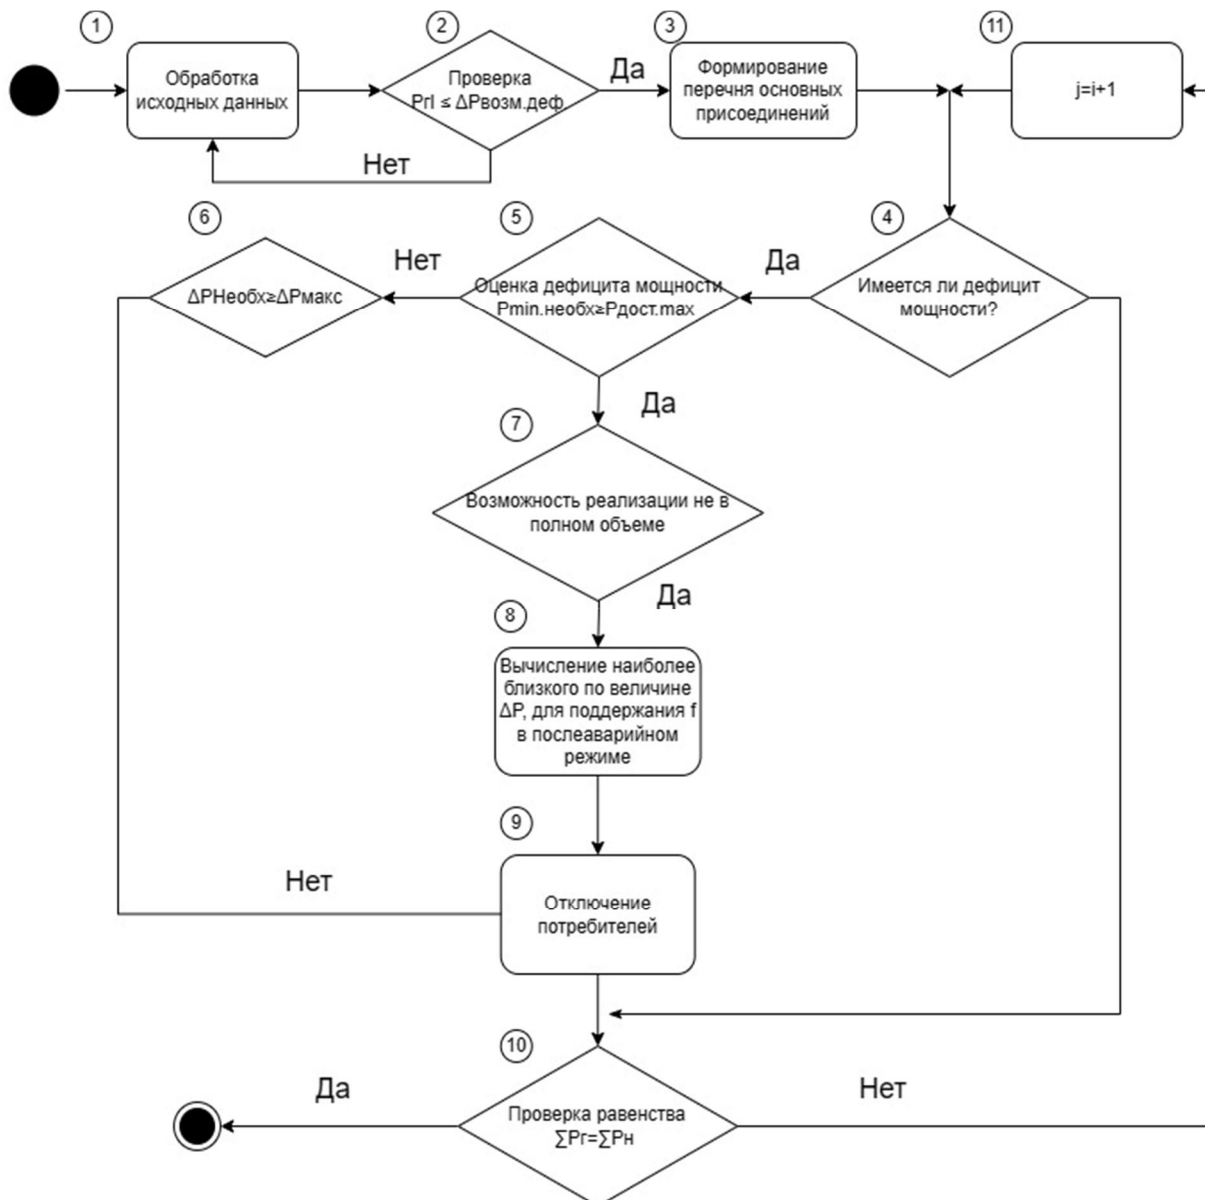 1
Обработка
исходных данных
2
Проверка
PrI ≤ ΔPвозм.деф
Да
Нет
3
Формирование
перечня основных
присоединений
11
j=i+1
4
Имеется ли дефицит
мощности?
Да
5
Оценка дефицита мощности
Pmin.необх≥Pдост.max
Нет
6
ΔPНеобх≥ΔPмакс
Да
7
Возможность реализации не в
полном объеме
Да
8
Вычисление наиболее
близкого по величине
ΔP, для поддержания f
в послеаварийном
режиме
9
Отключение
потребителей
Нет
10
Проверка равенства
∑Pг=∑Pн
Да
Нет